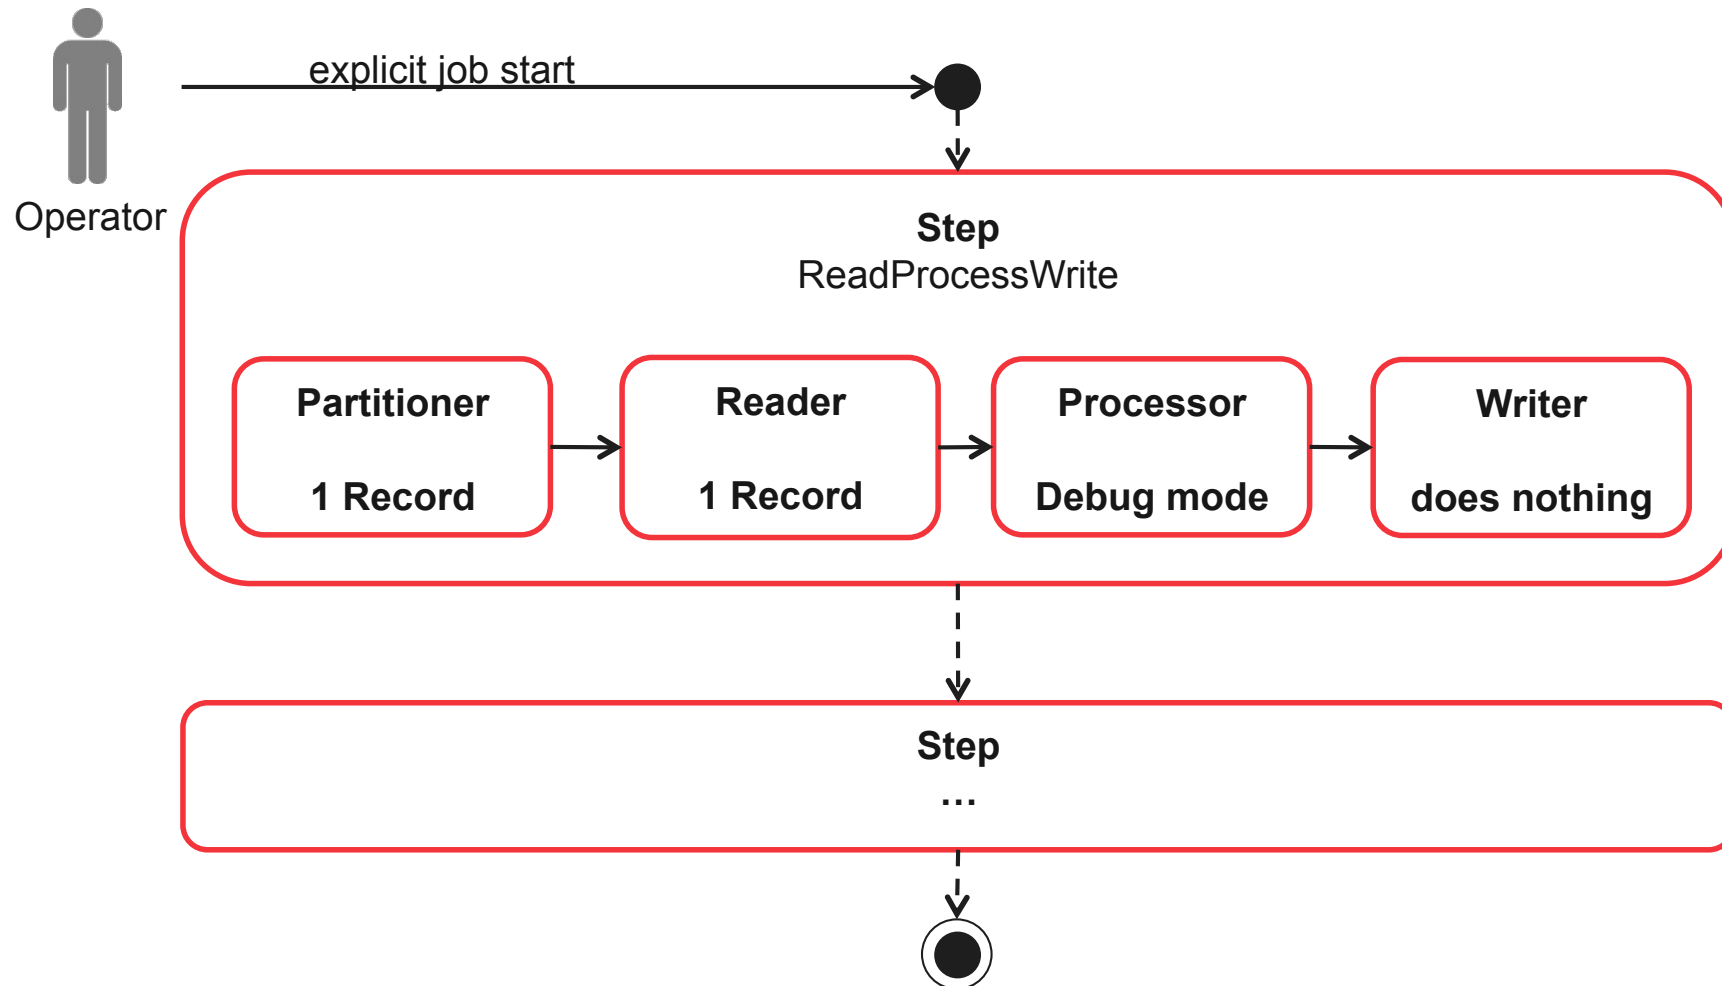 explicit job start
Operator
Step
ReadProcessWrite
Partitioner
1 Record
Reader
1 Record
Processor
Debug mode
Writer
does nothing
Step
...